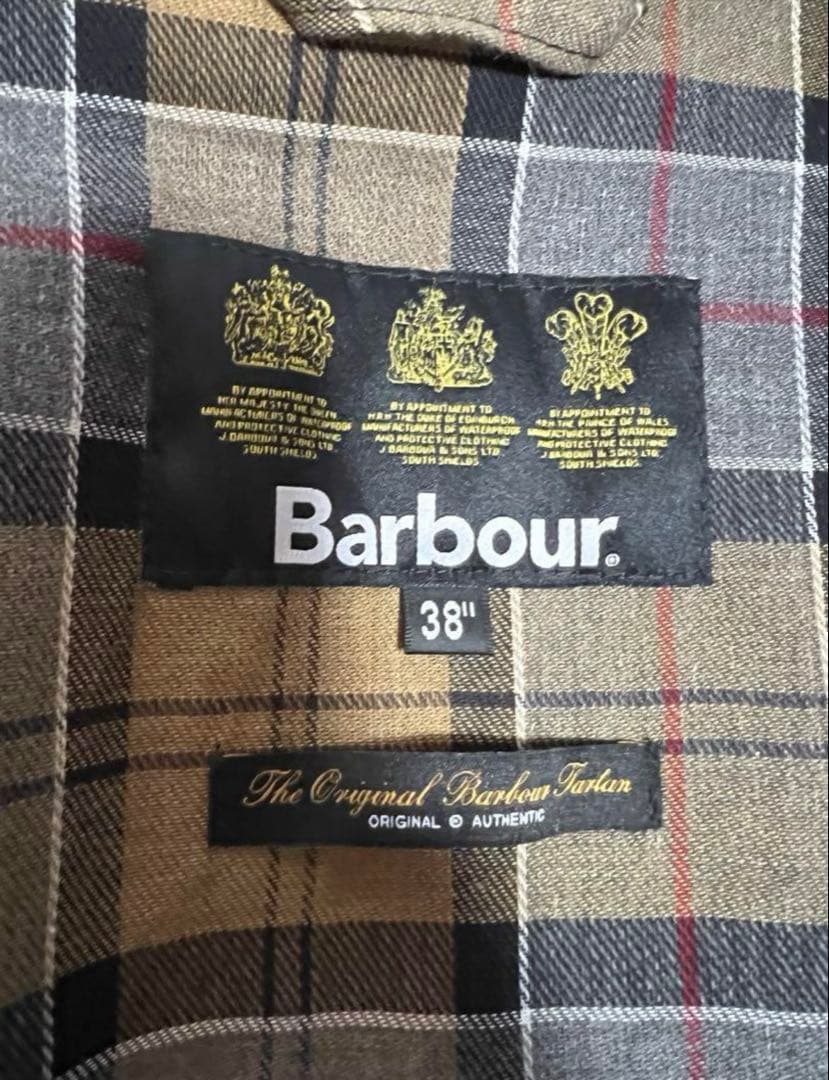 BY APPOINTMENT TO
HER MAJESTY THE QUEEN
MANUFACTURERS OF WATERPROOF
AND PROTECTIVE CLOTHING
J.BARBOUR & SONS LTD
SOUTH SHIELDS
BY APPOINTMENT TO
H.R.H. THE DUKE OF EDINBURGH
MANUFACTURERS OF WATERPROOF
AND PROTECTIVE CLOTHING
J BARBOUR & SONS LTD
SOUTH SHIELDS
BY APPOINTMENT TO
HRH THE PRINCE OF WALES
MANUFACTURERS OF WATERPROOF
AND PROTECTIVE CLOTHING
J BARBOUR & SONS LTD
SOUTH SHIELDS
Barbour®
38"
The Original Barbour Tartan
ORIGINAL AUTHENTIC